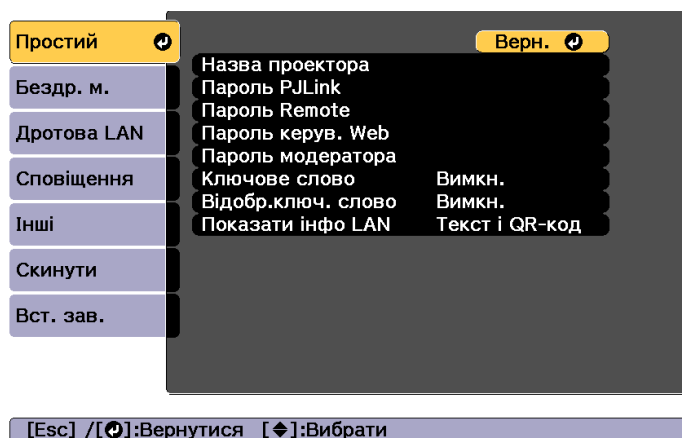 Простий
Бездр. м.
Дротова LAN
Сповіщення
Інші
Скинути
Вст. зав.
Верн.
Назва проектора
Пароль PJLink
Пароль Remote
Пароль керув. Web
Пароль модератора
Ключове слово Вимкн.
Відобр.ключ. слово Вимкн.
Показати інфо LAN Текст і QR-код
[Esc] /[⏎]:Вернутися [◆]:Вибрати